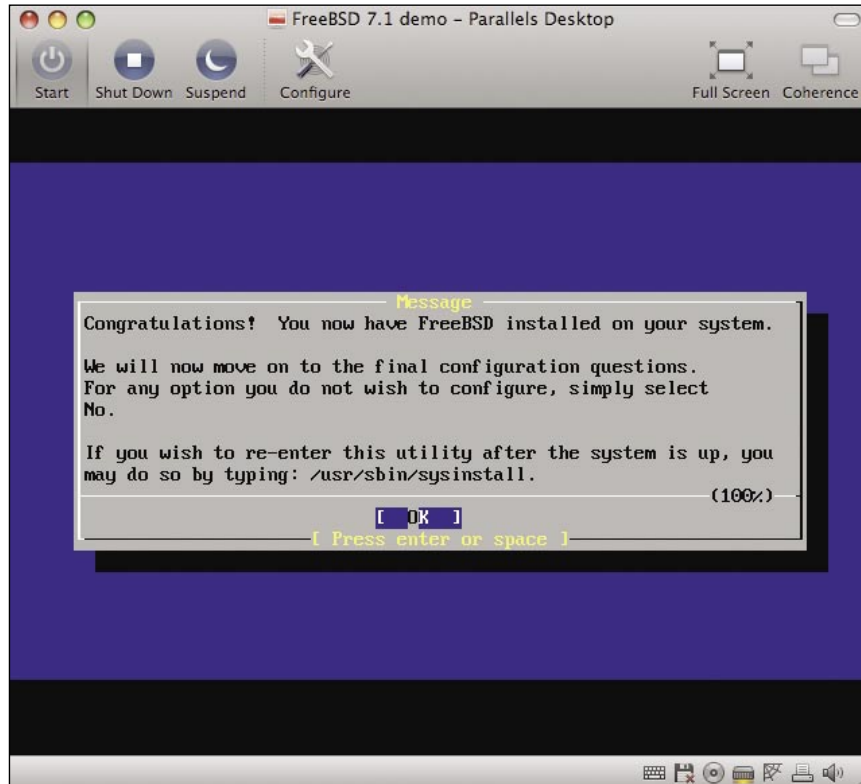 FreeBSD 7.1 demo – Parallels Desktop
Start Shut Down Suspend Configure Full Screen Coherence
Message
Congratulations! You now have FreeBSD installed on your system.
We will now move on to the final configuration questions.
For any option you do not wish to configure, simply select
No.
If you wish to re-enter this utility after the system is up, you
may do so by typing: /usr/sbin/sysinstall.
(100%)
[ OK ]
[ Press enter or space ]